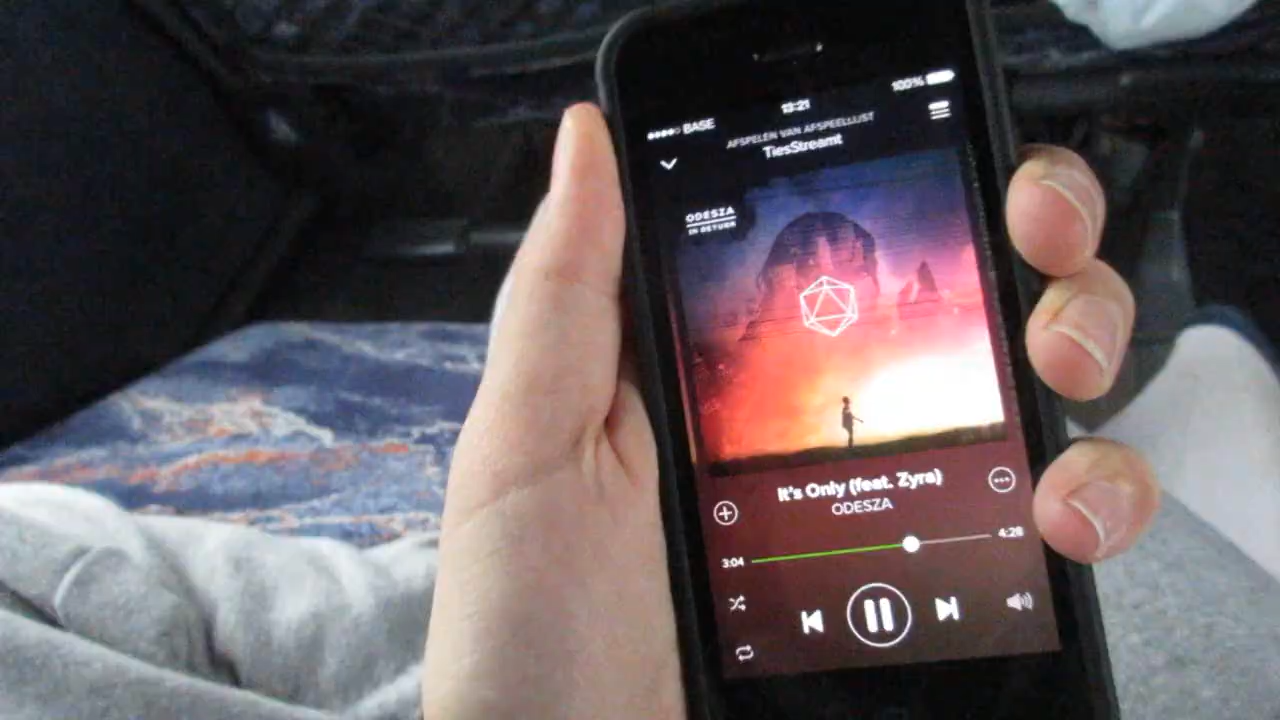 BASE
13:21
100%
AFSPELEN VAN AFSPEELLIJST
TiesStreamt
ODESZA
IN RETURN
It's Only (feat. Zyra)
ODESZA
3:04
4:28